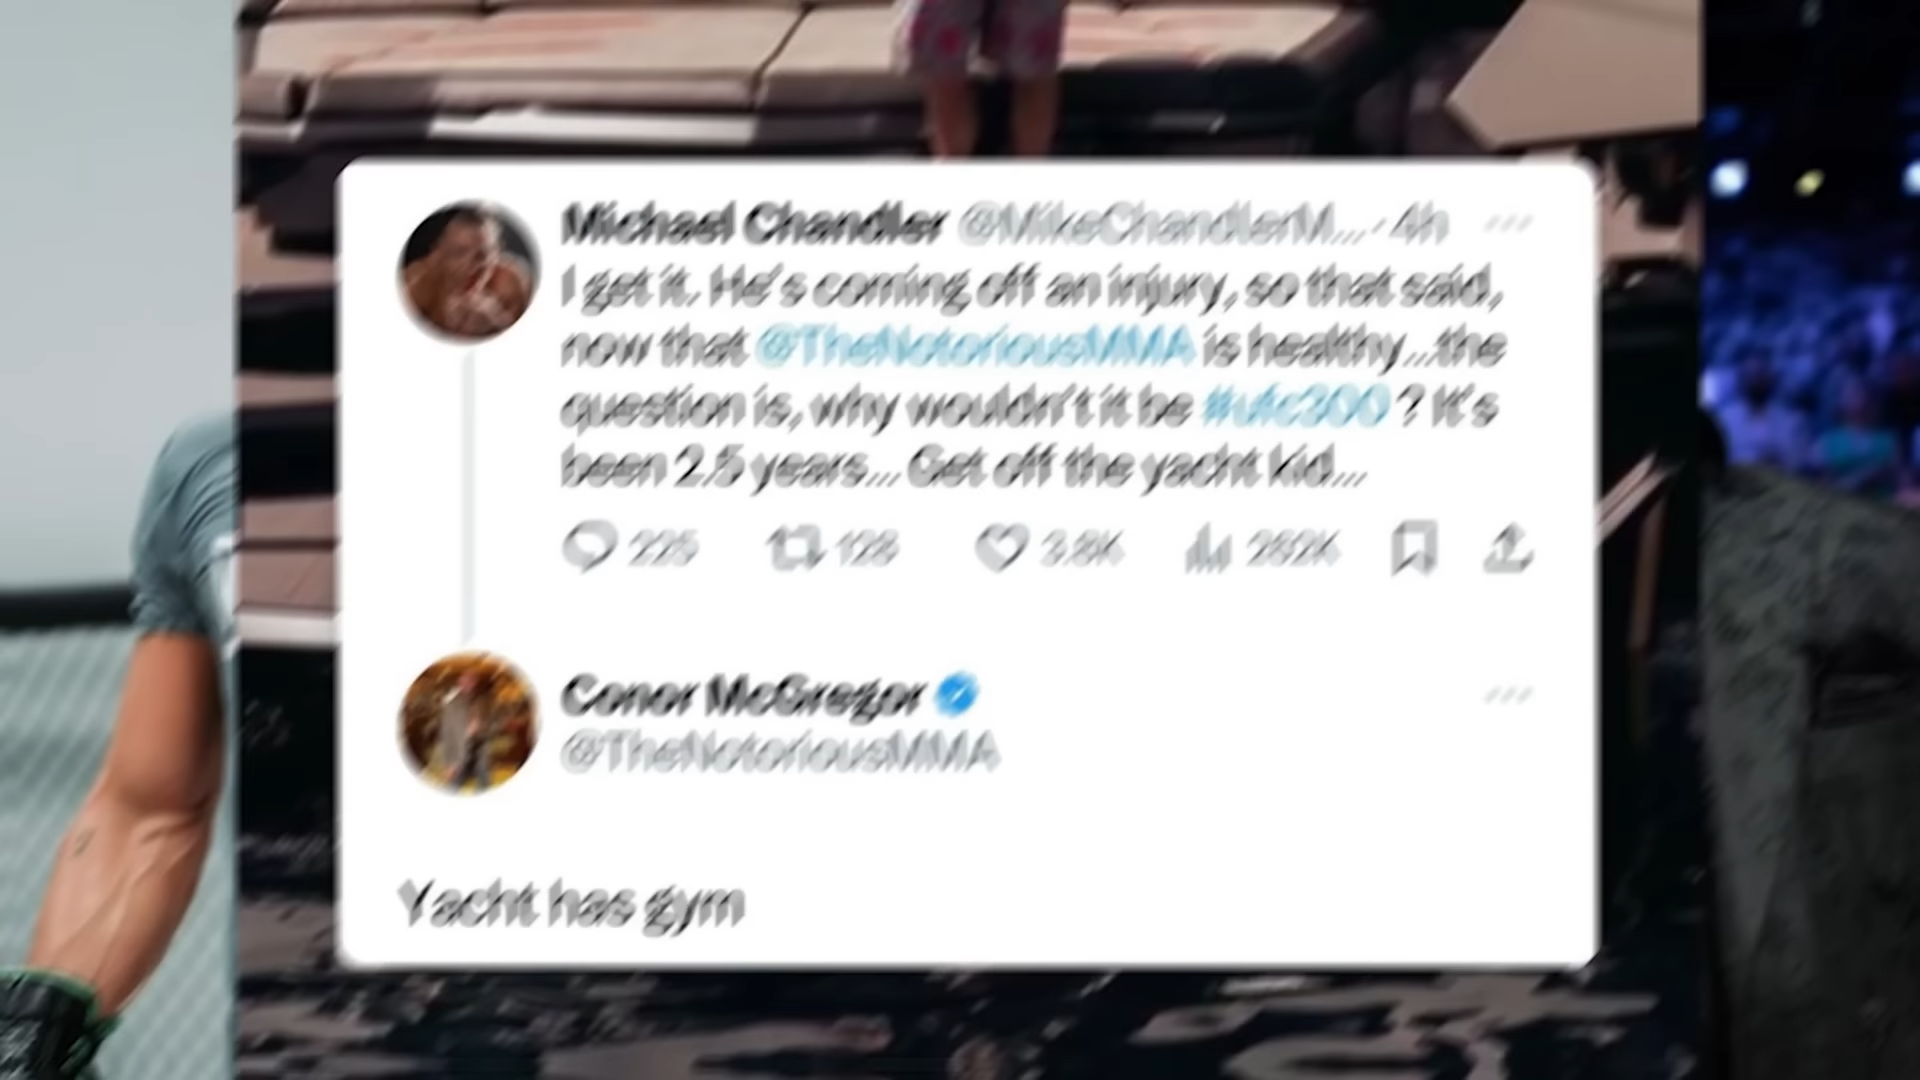 Michael Chandler @MikeChandlerM... · 4h
I get it. He's coming off an injury, so that said,
now that @TheNotoriousMMA is healthy...the
question is, why wouldn't it be #ufc300 ? It's
been 2.5 years... Get off the yacht kid...
225 128 3.8K 262K
Conor McGregor
@TheNotoriousMMA
Yacht has gym